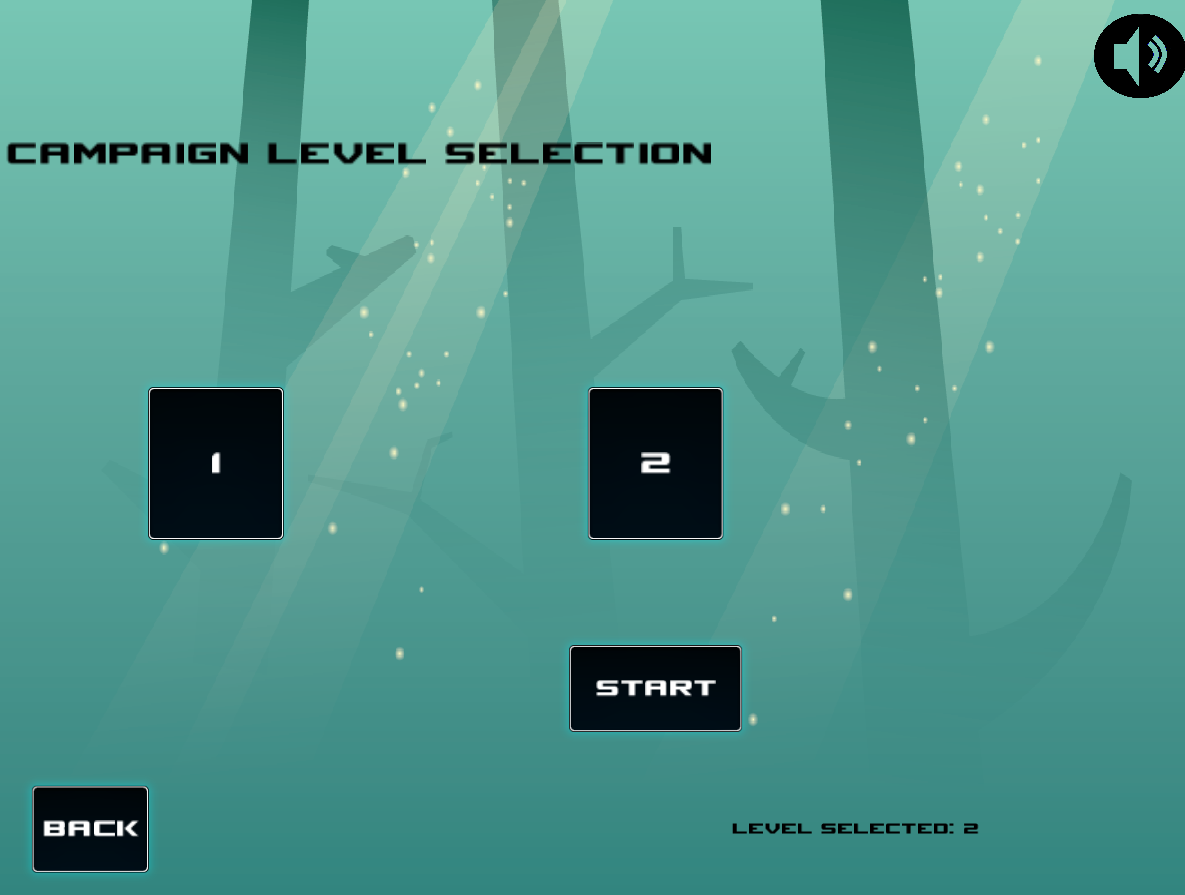 CAMPAIGN LEVEL SELECTION
1
2
START
BACK
LEVEL SELECTED: 2